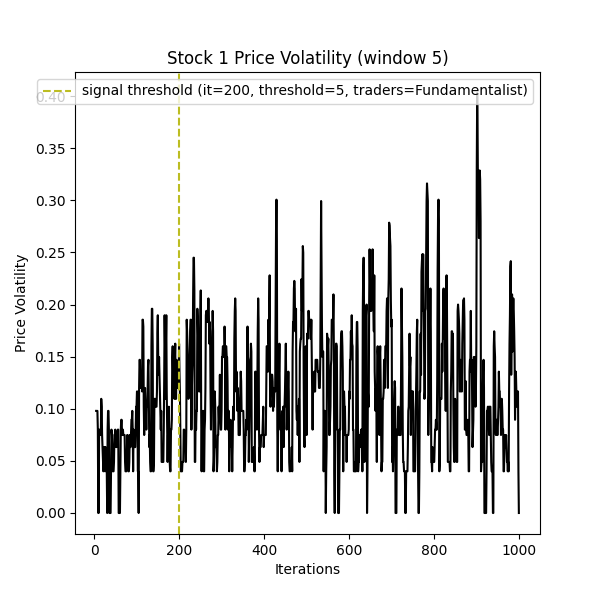 Stock 1 Price Volatility (window 5)
signal threshold (it=200, threshold=5, traders=Fundamentalist)
0.40
0.35
0.30
0.25
0.20
0.15
0.10
0.05
0.00
Price Volatility
0 200 400 600 800 1000
Iterations